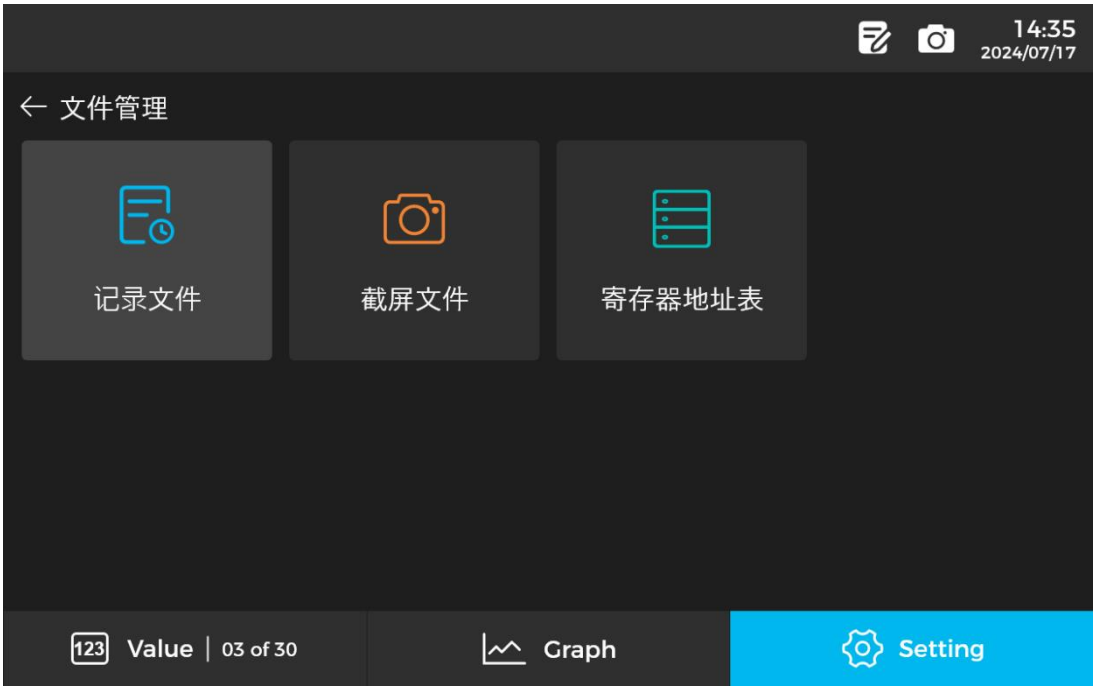 14:35
2024/07/17
← 文件管理
记录文件
截屏文件
寄存器地址表
123 Value | 03 of 30
Graph
Setting